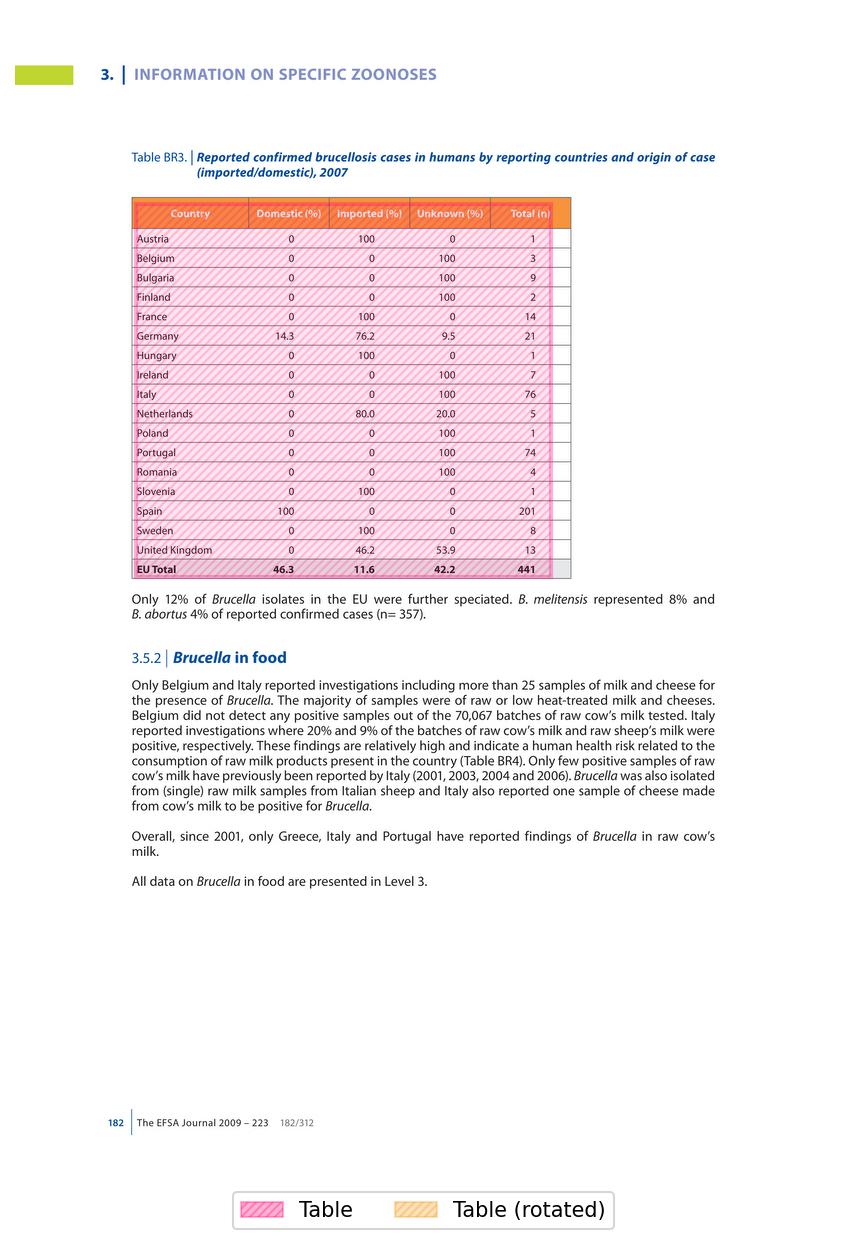 3. | INFORMATION ON SPECIFIC ZOONOSES
Table BR3. | Reported confirmed brucellosis cases in humans by reporting countries and origin of case
(imported/domestic), 2007
Country Domestic (%) Imported (%) Unknown (%) Total (n)
Austria 0 100 0 1
Belgium 0 0 100 3
Bulgaria 0 0 100 9
Finland 0 0 100 2
France 0 100 0 14
Germany 14.3 76.2 9.5 21
Hungary 0 100 0 1
Ireland 0 0 100 7
Italy 0 0 100 76
Netherlands 0 80.0 20.0 5
Poland 0 0 100 1
Portugal 0 0 100 74
Romania 0 0 100 4
Slovenia 0 100 0 1
Spain 100 0 0 201
Sweden 0 100 0 8
United Kingdom 0 46.2 53.9 13
EU Total 46.3 11.6 42.2 441
Only 12% of Brucella isolates in the EU were further speciated. B. melitensis represented 8% and
B. abortus 4% of reported confirmed cases (n= 357).
3.5.2 | Brucella in food
Only Belgium and Italy reported investigations including more than 25 samples of milk and cheese for
the presence of Brucella. The majority of samples were of raw or low heat-treated milk and cheeses.
Belgium did not detect any positive samples out of the 70,067 batches of raw cow's milk tested. Italy
reported investigations where 20% and 9% of the batches of raw cow's milk and raw sheep's milk were
positive, respectively. These findings are relatively high and indicate a human health risk related to the
consumption of raw milk products present in the country (Table BR4). Only few positive samples of raw
cow's milk have previously been reported by Italy (2001, 2003, 2004 and 2006). Brucella was also isolated
from (single) raw milk samples from Italian sheep and Italy also reported one sample of cheese made
from cow's milk to be positive for Brucella.
Overall, since 2001, only Greece, Italy and Portugal have reported findings of Brucella in raw cow's
milk.
All data on Brucella in food are presented in Level 3.
182 | The EFSA Journal 2009 – 223 182/312
Table Table (rotated)